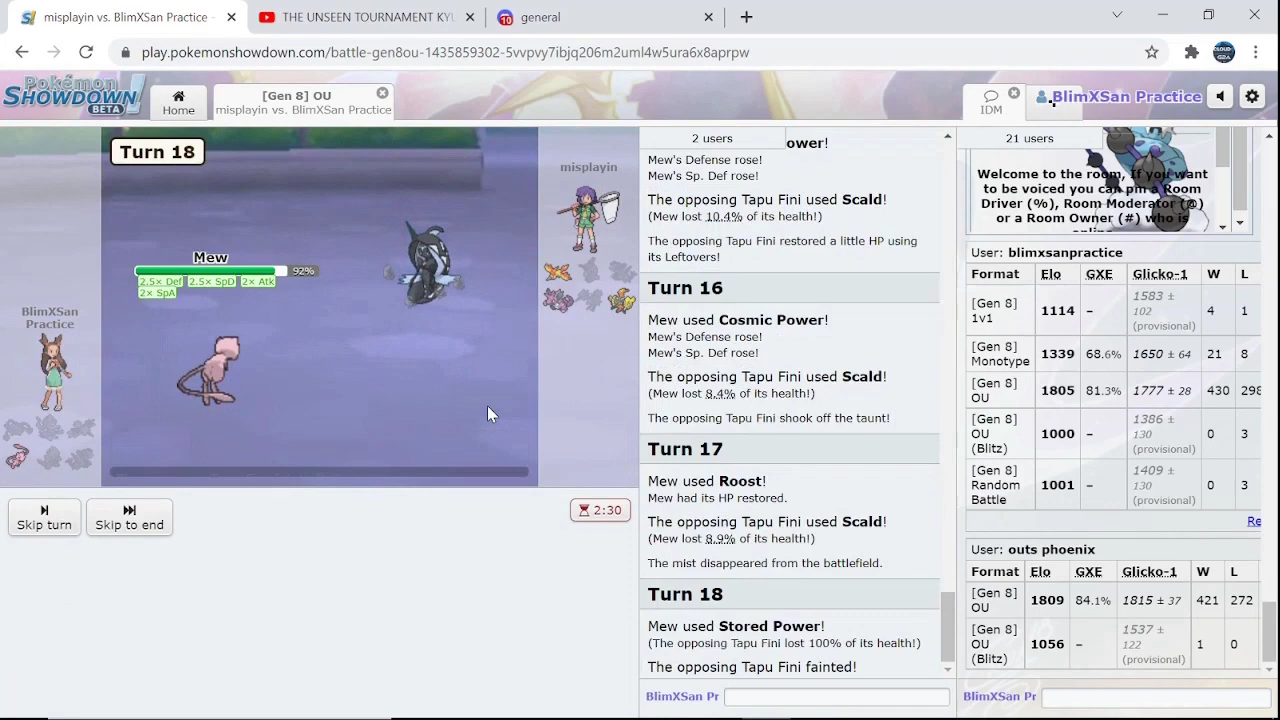 misplayin vs. BlimXSan Practice -
THE UNSEEN TOURNAMENT KYU
10
general
play.pokemonshowdown.com/battle-gen8ou-1435859302-5vvpvy7ibjq206m2uml4w5ura6x8aprpw
Pokémon
SHOWDOWN!
BETA
Home
[Gen 8] OU
misplayin vs. BlimXSan Practice
IDM
BlimXSan Practice
Turn 18
misplayin
Mew
92%
2.5× Def 2.5× SpD 2× Atk
2× SpA
BlimXSan
Practice
Skip turn
Skip to end
2:30
2 users
ower!
Mew's Defense rose!
Mew's Sp. Def rose!
The opposing Tapu Fini used Scald!
(Mew lost 10.4% of its health!)
The opposing Tapu Fini restored a little HP using
its Leftovers!
Turn 16
Mew used Cosmic Power!
Mew's Defense rose!
Mew's Sp. Def rose!
The opposing Tapu Fini used Scald!
(Mew lost 8.4% of its health!)
The opposing Tapu Fini shook off the taunt!
Turn 17
Mew used Roost!
Mew had its HP restored.
The opposing Tapu Fini used Scald!
(Mew lost 8.9% of its health!)
The mist disappeared from the battlefield.
Turn 18
Mew used Stored Power!
(The opposing Tapu Fini lost 100% of its health!)
The opposing Tapu Fini fainted!
BlimXSan Pr
21 users
Welcome to the room, If you want
to be voiced you can pm a Room
Driver (%), Room Moderator (@)
or a Room Owner (#) who is
online
User: blimxsanpractice
Format Elo GXE Glicko-1 W L
[Gen 8] 1v1 1114 – 1583 ± 102 (provisional) 4 1
[Gen 8] Monotype 1339 68.6% 1650 ± 64 21 8
[Gen 8] OU 1805 81.3% 1777 ± 28 430 298
[Gen 8] OU (Blitz) 1000 – 1386 ± 130 (provisional) 0 3
[Gen 8] Random Battle 1001 – 1409 ± 130 (provisional) 0 3
Re
User: outs phoenix
Format Elo GXE Glicko-1 W L
[Gen 8] OU 1809 84.1% 1815 ± 37 421 272
[Gen 8] OU (Blitz) 1056 – 1537 ± 122 (provisional) 1 0
BlimXSan Pr